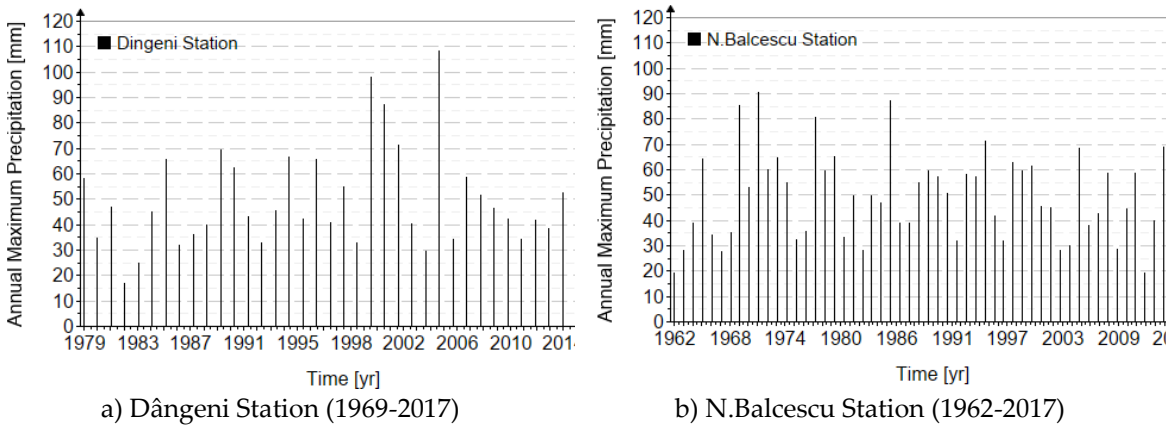 Annual Maximum Precipitation [mm]
120
110
100
90
80
70
60
50
40
30
20
10
0
Dingeni Station
1979 1983 1987 1991 1995 1998 2002 2006 2010 201
Time [yr]
a) Dângeni Station (1969-2017)
Annual Maximum Precipitation [mm]
120
110
100
90
80
70
60
50
40
30
20
10
0
N.Balcescu Station
1962 1968 1974 1980 1986 1991 1997 2003 2009 20
Time [yr]
b) N.Balcescu Station (1962-2017)